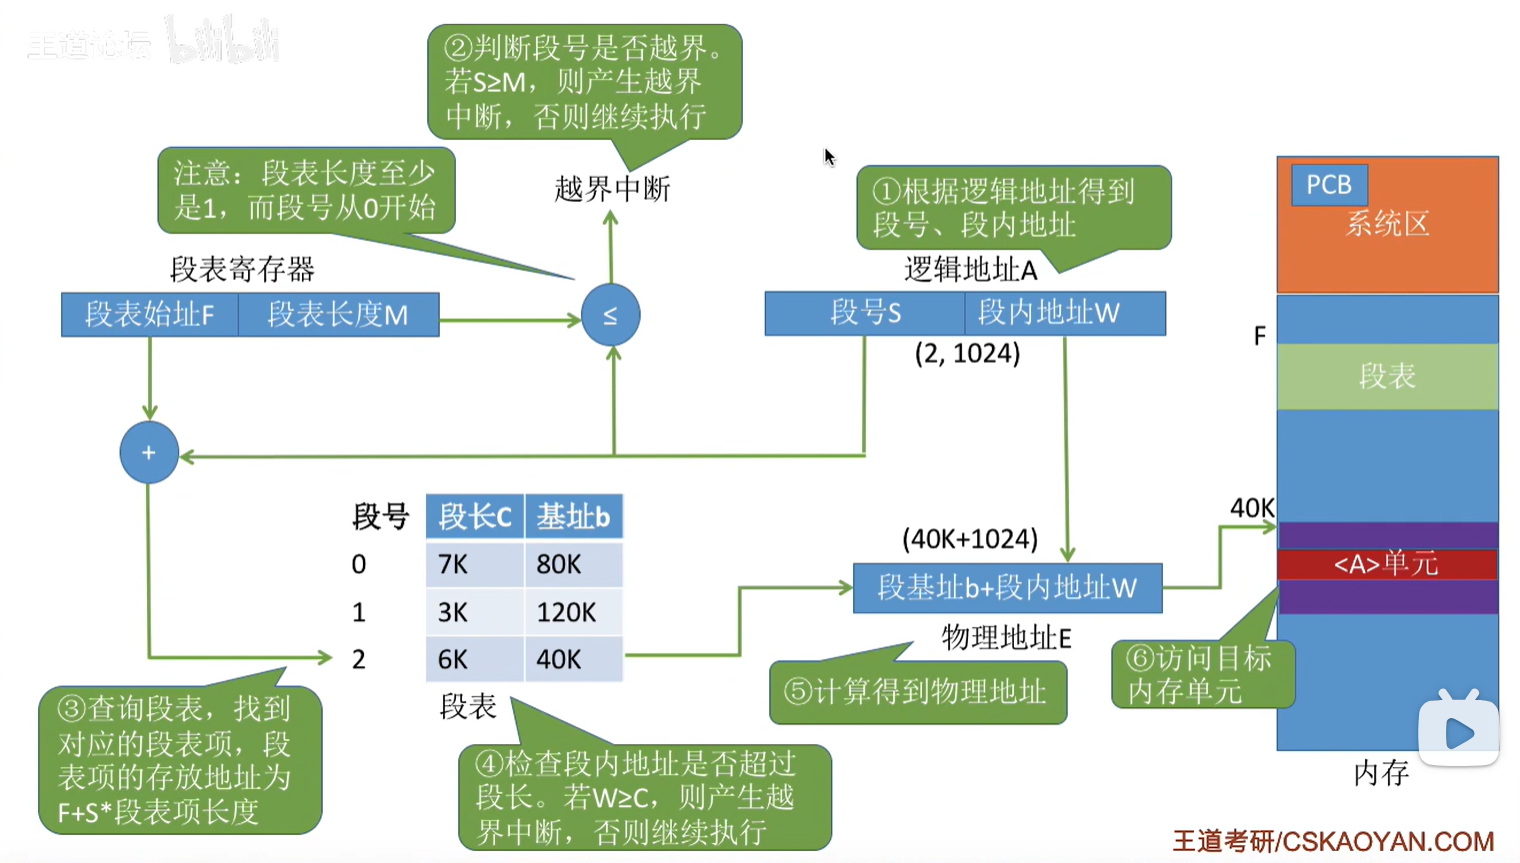 王道论坛 bilibili
②判断段号是否越界。
若S≥M，则产生越界
中断，否则继续执行
注意：段表长度至少
是1，而段号从0开始
越界中断
①根据逻辑地址得到
段号、段内地址
PCB
系统区
段表寄存器
逻辑地址A
段表始址F 段表长度M
≤
段号S 段内地址W
(2, 1024)
F
段表
+
段号 段长C 基址b
0 7K 80K
1 3K 120K
2 6K 40K
段表
(40K+1024)
段基址b+段内地址W
物理地址E
40K
<A>单元
③查询段表，找到
对应的段表项，段
表项的存放地址为
F+S*段表项长度
④检查段内地址是否超过
段长。若W≥C，则产生越
界中断，否则继续执行
⑤计算得到物理地址
⑥访问目标
内存单元
内存
王道考研/CSKAOYAN.COM